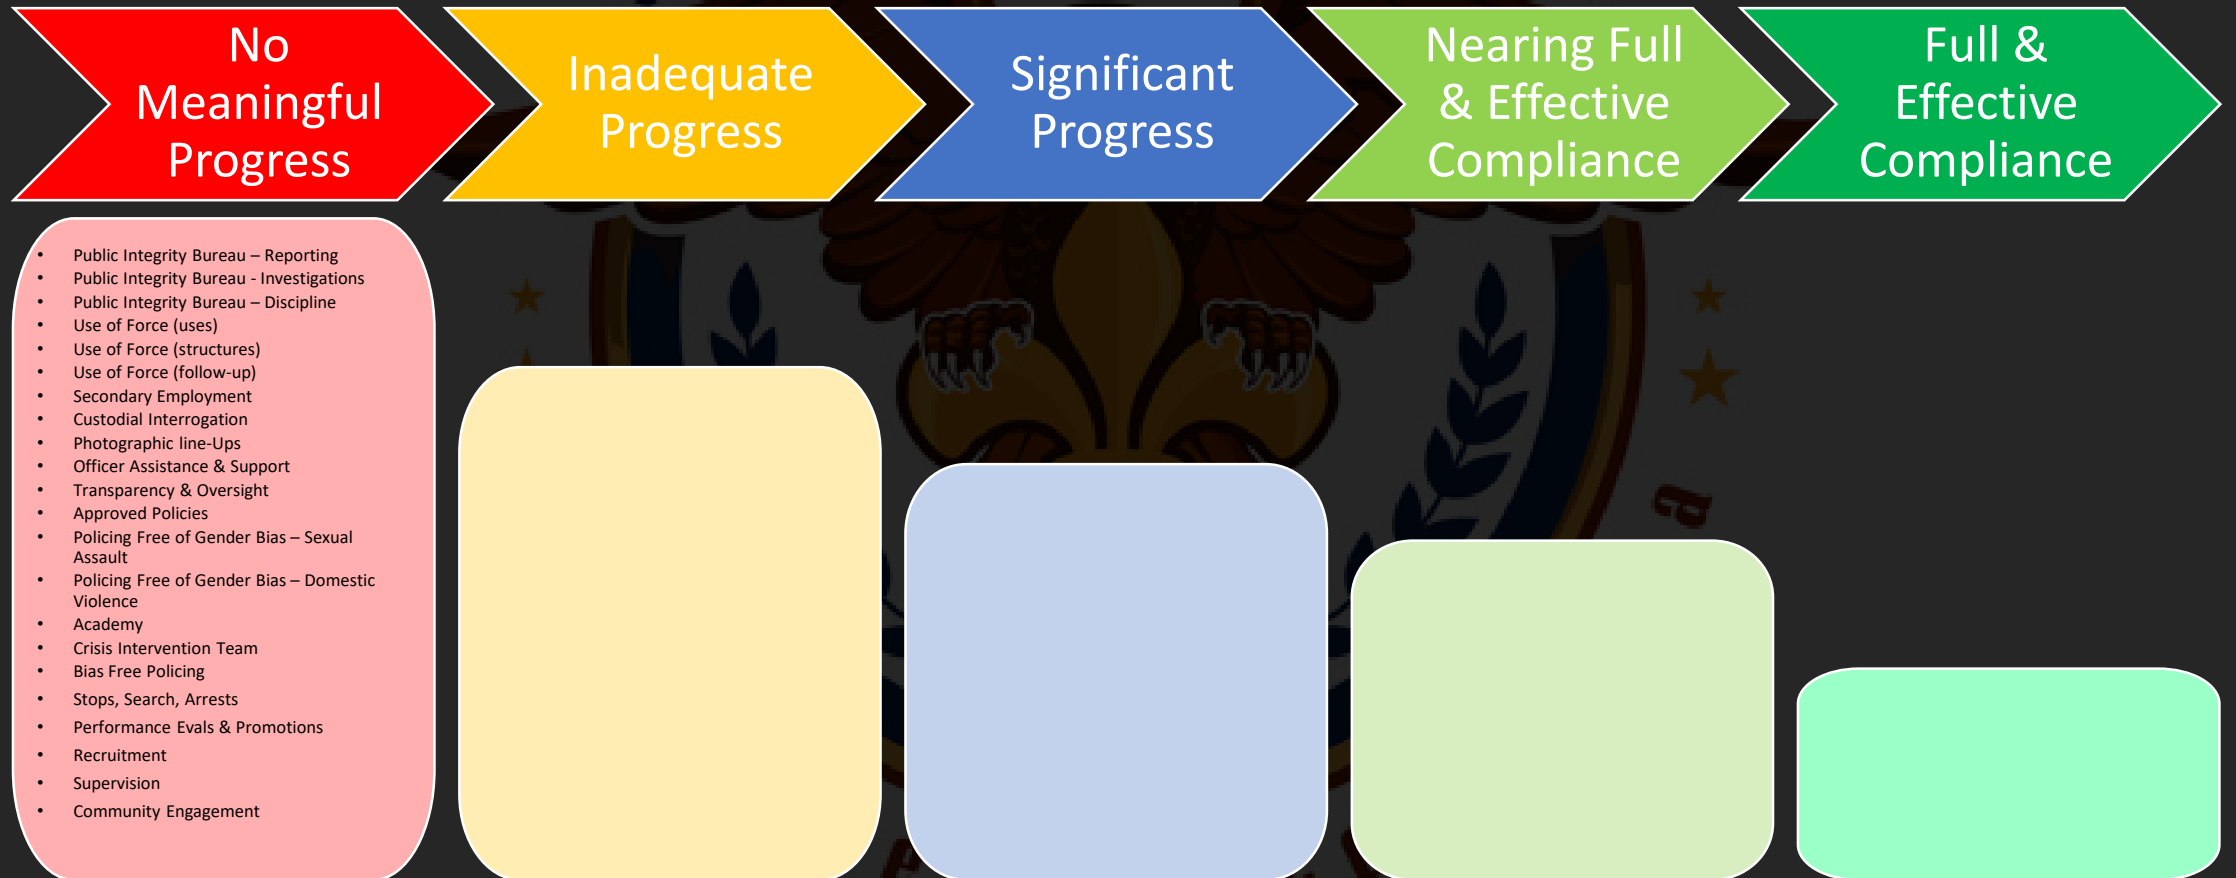 No
Meaningful
Progress
Inadequate
Progress
Significant
Progress
Nearing Full
& Effective
Compliance
Full &
Effective
Compliance
• Public Integrity Bureau – Reporting
• Public Integrity Bureau - Investigations
• Public Integrity Bureau – Discipline
• Use of Force (uses)
• Use of Force (structures)
• Use of Force (follow-up)
• Secondary Employment
• Custodial Interrogation
• Photographic line-Ups
• Officer Assistance & Support
• Transparency & Oversight
• Approved Policies
• Policing Free of Gender Bias – Sexual
Assault
• Policing Free of Gender Bias – Domestic
Violence
• Academy
• Crisis Intervention Team
• Bias Free Policing
• Stops, Search, Arrests
• Performance Evals & Promotions
• Recruitment
• Supervision
• Community Engagement
a